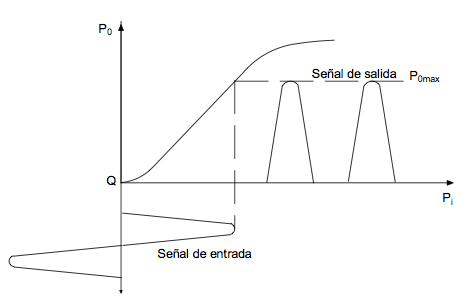 P0
Señal de salida
P0max
Q
Pi
Señal de entrada